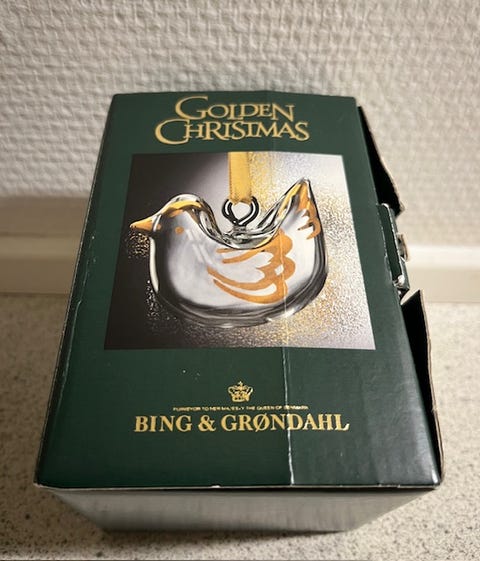 GOLDEN
CHRISTMAS
PURVEYOR TO HER MAJESTY THE QUEEN OF DENMARK
BING & GRØNDAHL